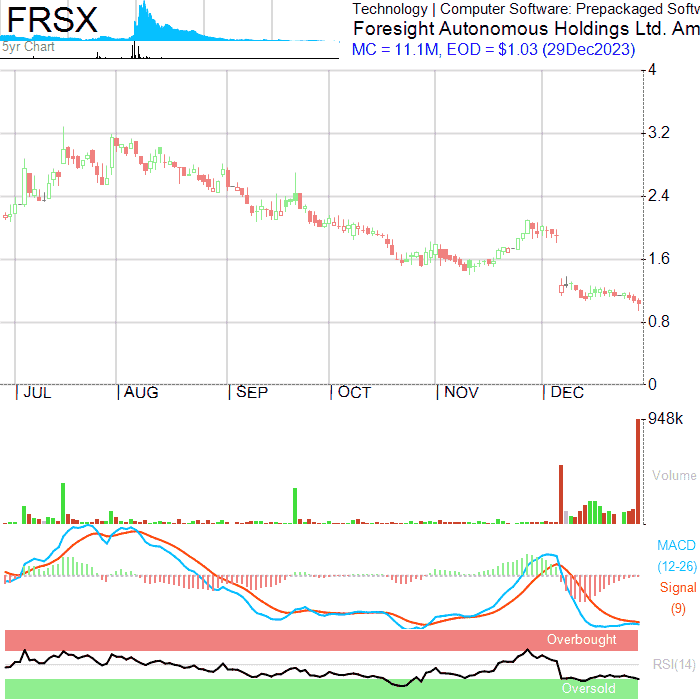 FRSX
5yr Chart
Technology | Computer Software: Prepackaged Softw
Foresight Autonomous Holdings Ltd. Am
MC = 11.1M, EOD = $1.03 (29Dec2023)
4
3.2
2.4
1.6
0.8
0
JUL AUG SEP OCT NOV DEC
948k
Volume
MACD
(12-26)
Signal
(9)
Overbought
RSI(14)
Oversold